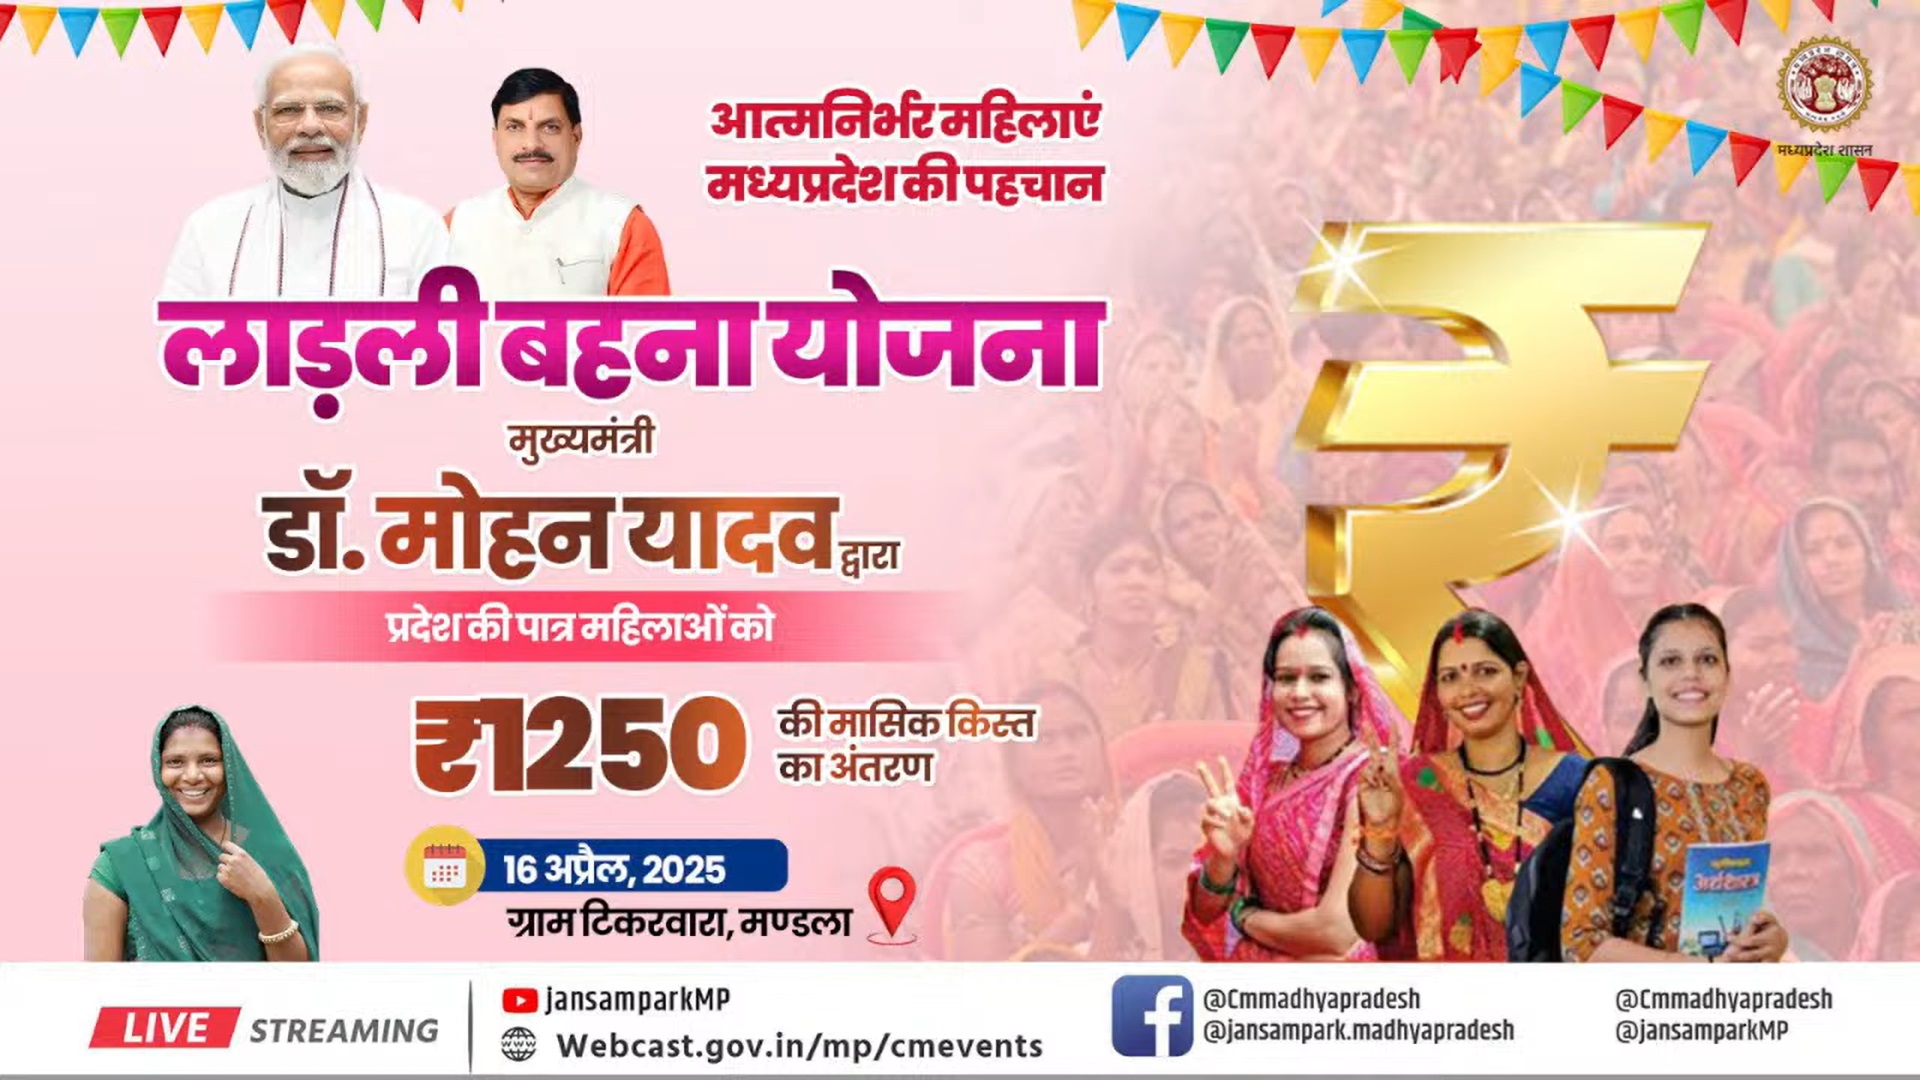 आत्मनिर्भर महिलाएं
मध्यप्रदेश की पहचान
मध्यप्रदेश शासन
लाड़ली बहना योजना
मुख्यमंत्री
डॉ. मोहन यादव द्वारा
प्रदेश की पात्र महिलाओं को
₹1250 की मासिक किस्त
का अंतरण
16 अप्रैल, 2025
ग्राम टिकरवारा, मण्डला
अर्थशास्त्र
LIVE STREAMING
jansamparkMP
Webcast.gov.in/mp/cmevents
@Cmmadhyapradesh
@jansampark.madhyapradesh
@Cmmadhyapradesh
@jansamparkMP